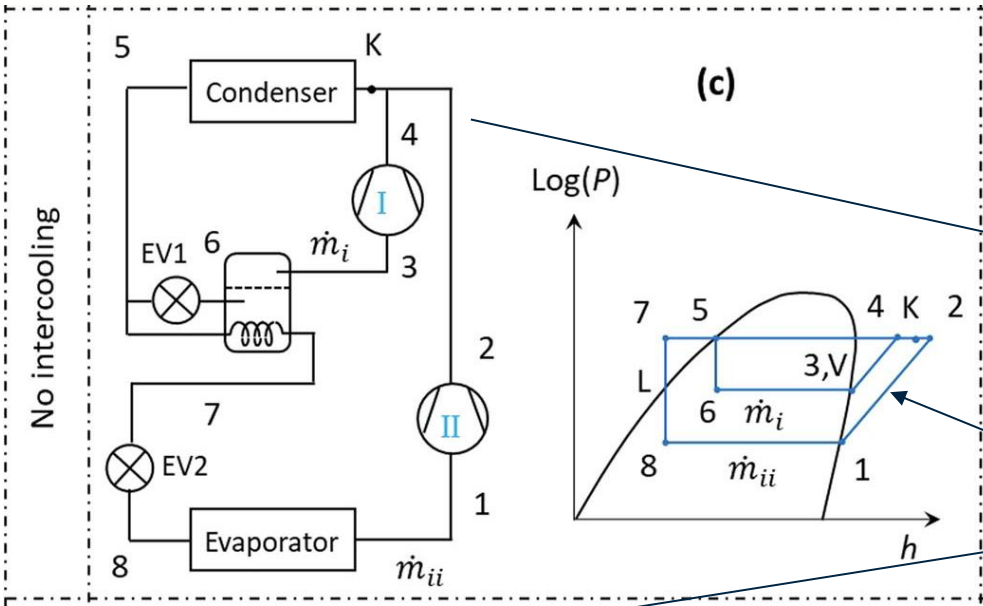 No intercooling
5
K
Condenser
(c)
4
Log(P)
I
6
EV1
ṁi
3
7
5
4
K
2
3,V
2
L
6
ṁi
7
II
8
ṁii
1
EV2
1
Evaporator
8
ṁii
h